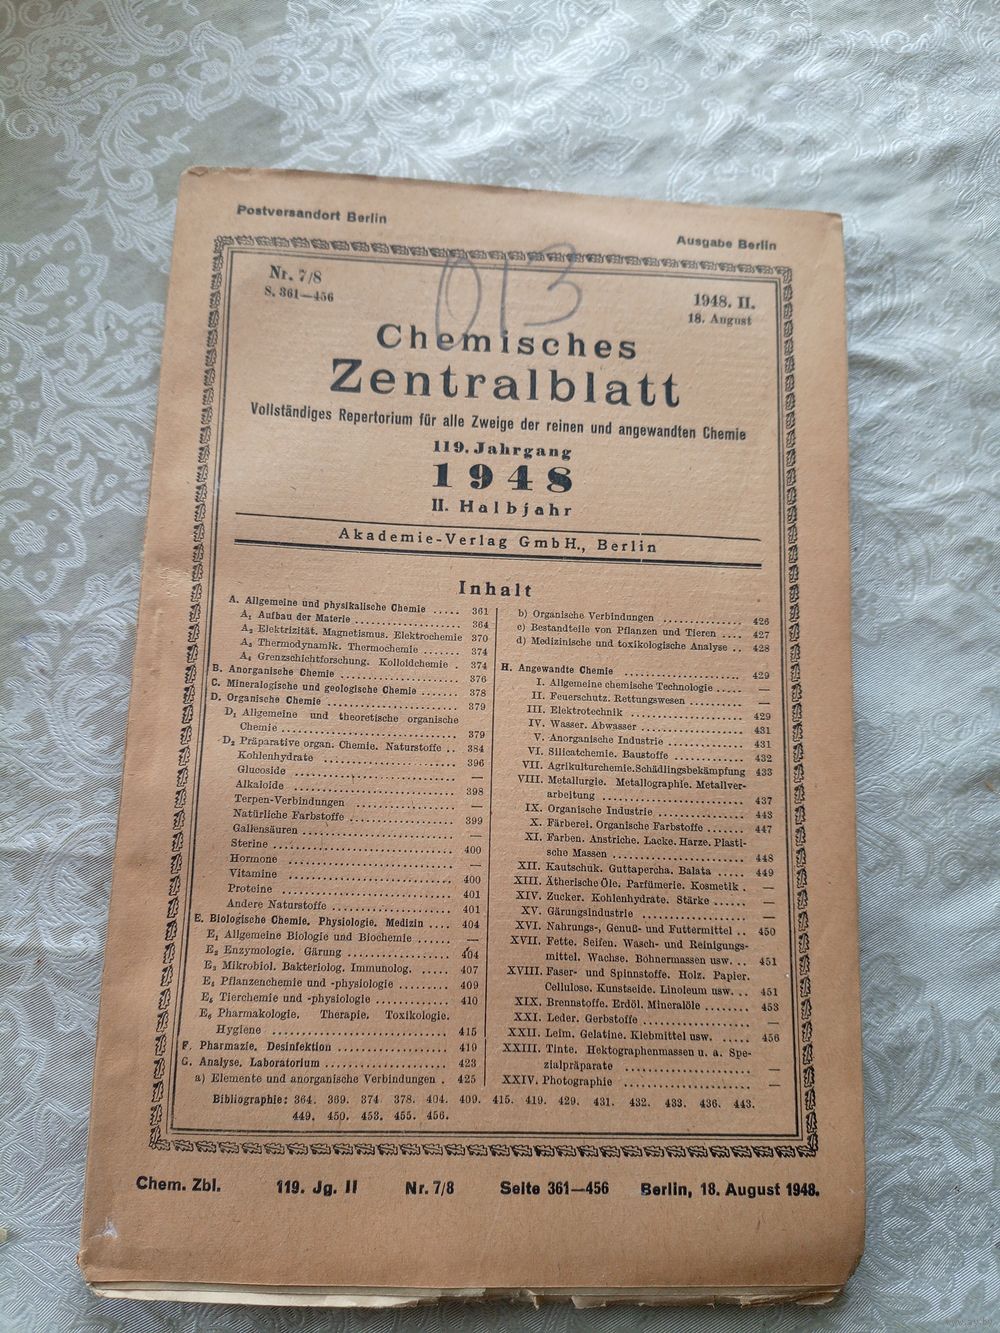 Postversandort Berlin
Ausgabe Berlin
013
Nr. 7/8
S. 361—456
1948. II.
18. August
Chemisches
Zentralblatt
Vollständiges Repertorium für alle Zweige der reinen und angewandten Chemie
119. Jahrgang
1948
II. Halbjahr
Akademie-Verlag GmbH., Berlin
Inhalt
A. Allgemeine und physikalische Chemie ..... 361
A₁ Aufbau der Materie ..... 364
A₂ Elektrizität. Magnetismus. Elektrochemie 370
A₃ Thermodynamik. Thermochemie ....... 374
A₄ Grenzschichtforschung. Kolloidchemie . 374
B. Anorganische Chemie ..... 376
C. Mineralogische und geologische Chemie ....... 378
D. Organische Chemie ..... 379
D₁ Allgemeine und theoretische organische
Chemie ..... 379
D₂ Präparative organ. Chemie. Naturstoffe .. 384
Kohlenhydrate ..... 396
Glucoside ..... —
Alkaloide ..... 398
Terpen-Verbindungen ..... —
Natürliche Farbstoffe ..... 399
Gallensäuren ..... —
Sterine ..... 400
Hormone ..... —
Vitamine ..... 400
Proteine ..... 401
Andere Naturstoffe ..... 401
E. Biologische Chemie. Physiologie. Medizin .... 404
E₁ Allgemeine Biologie und Biochemie ...... —
E₂ Enzymologie. Gärung ..... 404
E₃ Mikrobiol. Bakteriolog. Immunolog. ..... 407
E₄ Pflanzenchemie und -physiologie ........ 409
E₅ Tierchemie und -physiologie ..... 410
E₆ Pharmakologie. Therapie. Toxikologie.
Hygiene ..... 415
F. Pharmazie. Desinfektion ..... 419
G. Analyse. Laboratorium ..... 423
a) Elemente und anorganische Verbindungen . 425
b) Organische Verbindungen ..... 426
c) Bestandteile von Pflanzen und Tieren .... 427
d) Medizinische und toxikologische Analyse .. 428
H. Angewandte Chemie ..... 429
I. Allgemeine chemische Technologie ..... —
II. Feuerschutz. Rettungswesen ..... —
III. Elektrotechnik ..... 429
IV. Wasser. Abwässer ..... 431
V. Anorganische Industrie ..... 431
VI. Silicatchemie. Baustoffe ..... 432
VII. Agrikulturchemie. Schädlingsbekämpfung 433
VIII. Metallurgie. Metallographie. Metallver-
arbeitung ..... 437
IX. Organische Industrie ..... 443
X. Färberei. Organische Farbstoffe ....... 447
XI. Farben. Anstriche. Lacke. Harze. Plasti-
sche Massen ..... 448
XII. Kautschuk. Guttapercha. Balata ..... 449
XIII. Ätherische Öle. Parfümerie. Kosmetik . —
XIV. Zucker. Kohlenhydrate. Stärke ...... —
XV. Gärungsindustrie ..... —
XVI. Nahrungs-, Genuß- und Futtermittel .. 450
XVII. Fette. Seifen. Wasch- und Reinigungs-
mittel. Wachse. Bohnermassen usw. .. 451
XVIII. Faser- und Spinnstoffe. Holz. Papier.
Cellulose. Kunstseide. Linoleum usw. .. 451
XIX. Brennstoffe. Erdöl. Mineralöle ........ 453
XXI. Leder. Gerbstoffe ..... —
XXII. Leim. Gelatine. Klebmittel usw. ..... 456
XXIII. Tinte. Hektographenmassen u. a. Spe-
zialpräparate ..... —
XXIV. Photographie ..... —
Bibliographie: 364. 369. 374 378. 404. 409. 415. 419. 429. 431. 432. 433. 436. 443.
449. 450. 453. 455. 456.
Chem. Zbl. 119. Jg. II Nr. 7/8 Seite 361—456 Berlin, 18. August 1948.